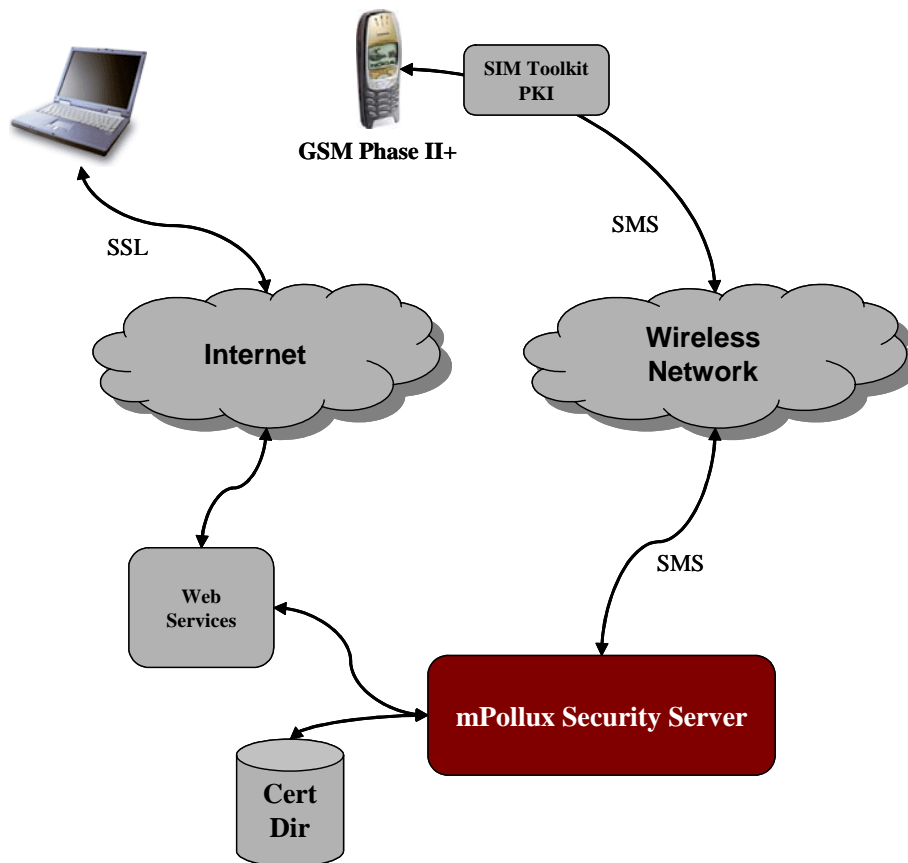 SIM Toolkit
PKI
GSM Phase II+
SSL
SMS
Internet
Wireless
Network
SMS
Web
Services
mPollux Security Server
Cert
Dir